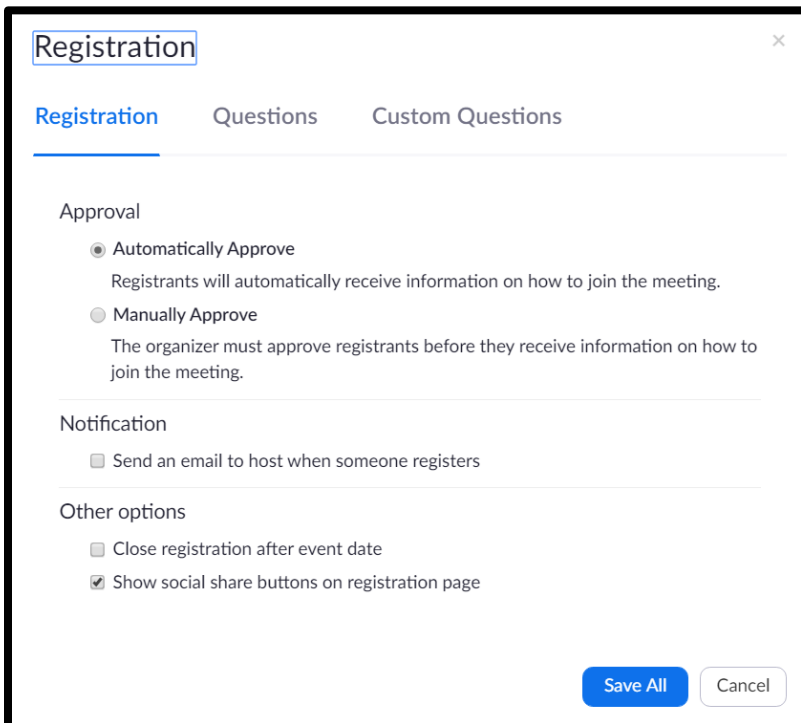 Registration
×
Registration Questions Custom Questions
Approval
Automatically Approve
Registrants will automatically receive information on how to join the meeting.
Manually Approve
The organizer must approve registrants before they receive information on how to
join the meeting.
Notification
Send an email to host when someone registers
Other options
Close registration after event date
Show social share buttons on registration page
Save All Cancel